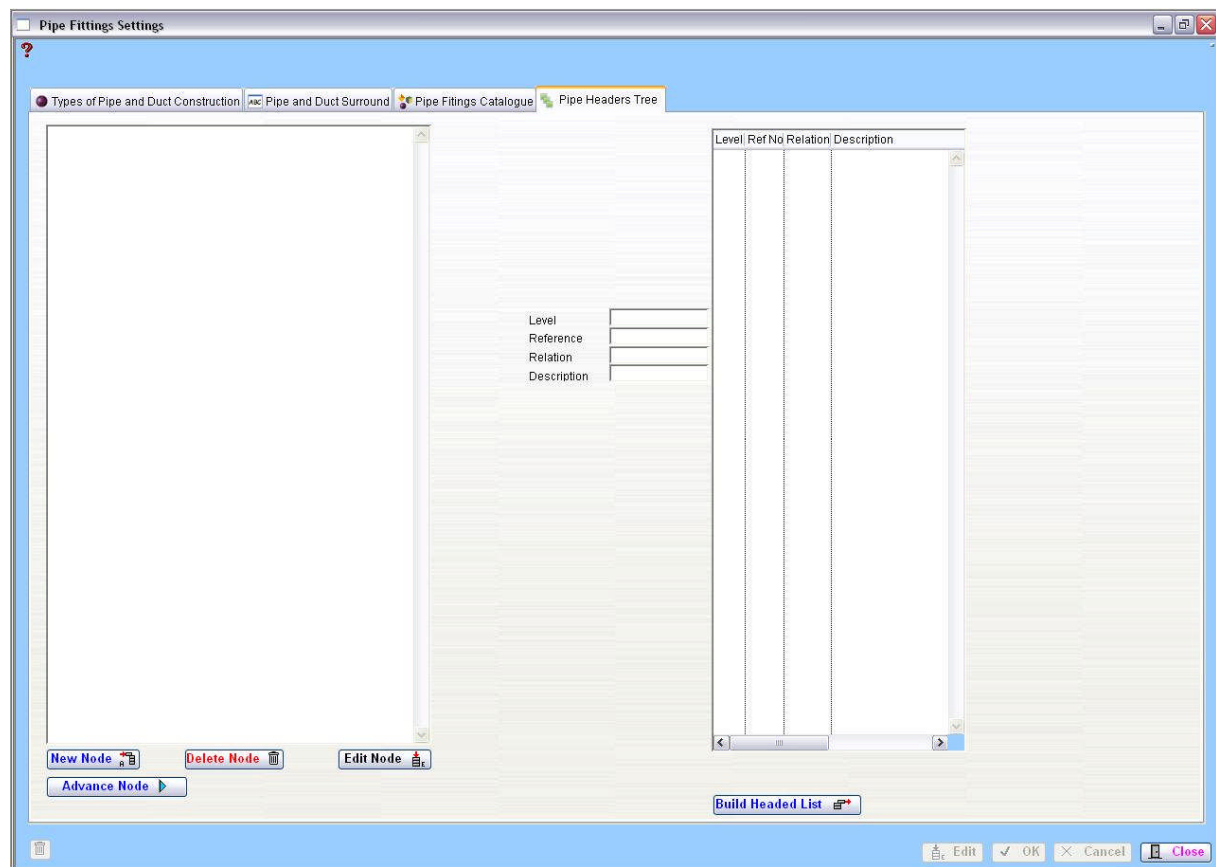 Pipe Fittings Settings
?
Types of Pipe and Duct Construction ABC Pipe and Duct Surround Pipe Fitings Catalogue Pipe Headers Tree
Level Ref No Relation Description
Level
Reference
Relation
Description
New Node Delete Node Edit Node
Advance Node
Build Headed List
Edit OK Cancel Close